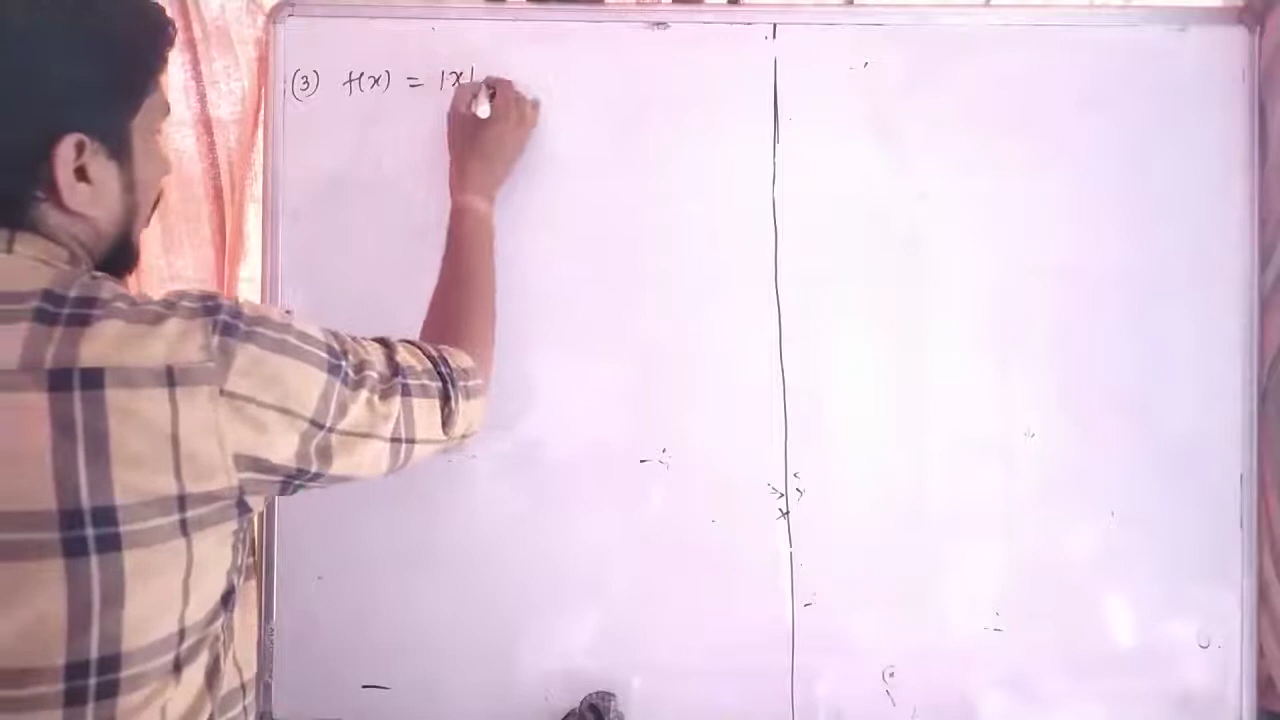 (3) f(x) = |x|